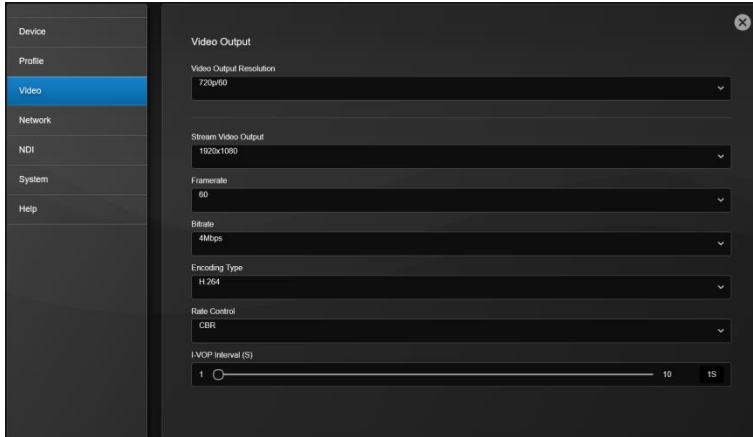 Device
Profile
Video
Network
NDI
System
Help
Video Output
Video Output Resolution
720p/60
Stream Video Output
1920x1080
Framerate
60
Bitrate
4Mbps
Encoding Type
H.264
Rate Control
CBR
I-VOP Interval (S)
1 10 1S